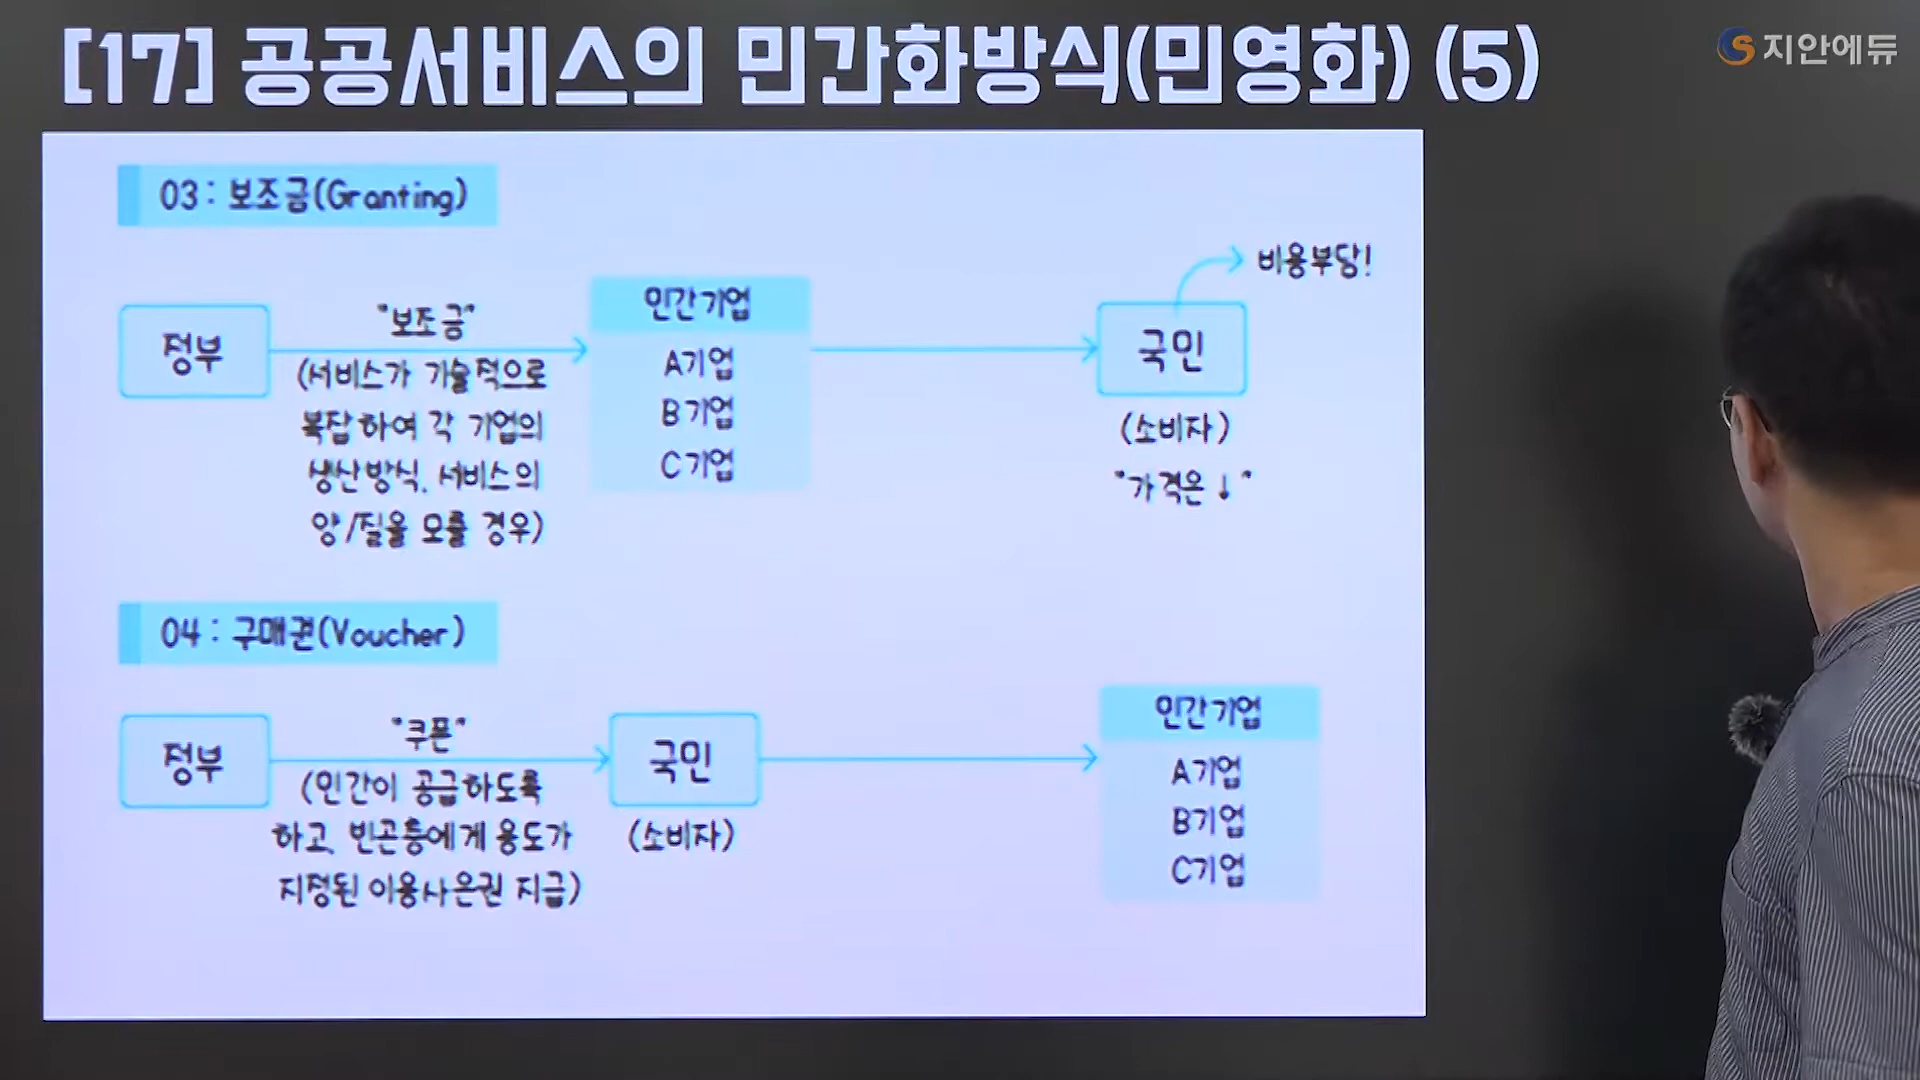 [17] 공공서비스의 민간화방식(민영화) (5)
지안에듀
03 : 보조금(Granting)
비용부담!
정부
"보조금"
(서비스가 기술적으로
복잡하여 각 기업의
생산방식, 서비스의
양/질을 모를 경우)
민간기업
A기업
B기업
C기업
국민
(소비자)
"가격은 ↓"
04 : 구매권(Voucher)
정부
"쿠폰"
(민간이 공급하도록
하고, 빈곤층에게 용도가
지정된 이용사은권 지급)
국민
(소비자)
민간기업
A기업
B기업
C기업